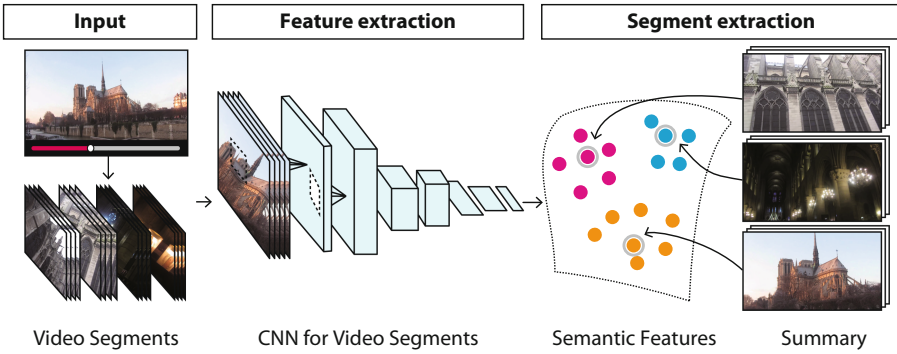 Input
Feature extraction
Segment extraction
Video Segments
CNN for Video Segments
Semantic Features
Summary